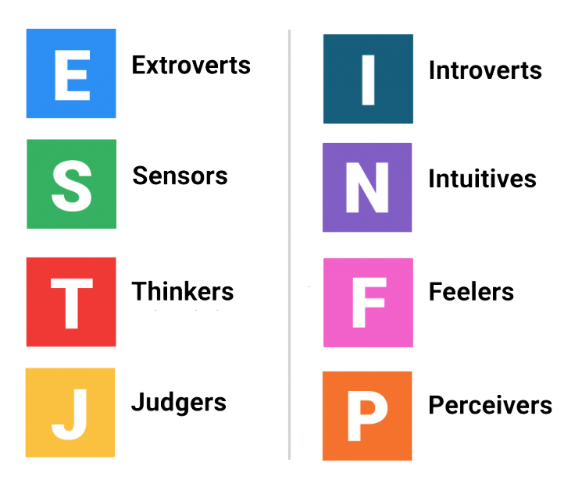 E Extroverts
I Introverts
S Sensors
N Intuitives
T Thinkers
F Feelers
J Judgers
P Perceivers